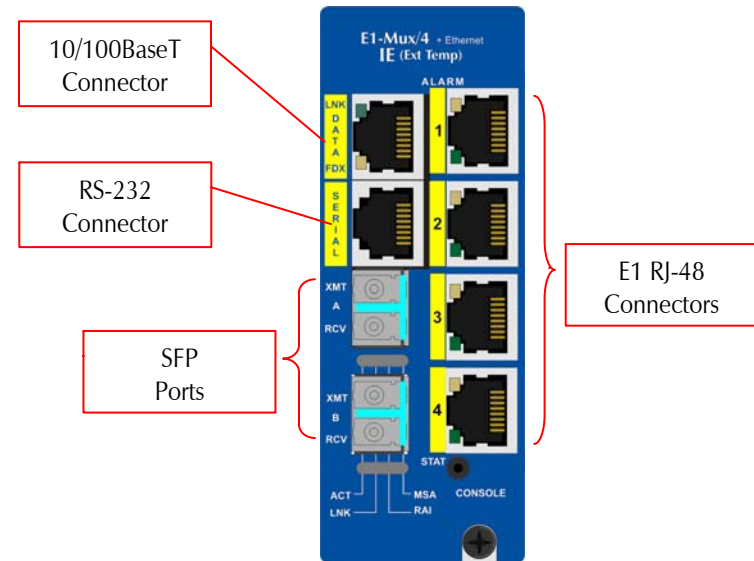 10/100BaseT
Connector
RS-232
Connector
SFP
Ports
E1-Mux/4 + Ethernet
IE (Ext Temp)
ALARM
LNK
DATA
FDX
SERIAL
1
2
3
4
XMT
A
RCV
XMT
B
RCV
STAT
CONSOLE
ACT
MSA
LNK
RAI
E1 RJ-48
Connectors